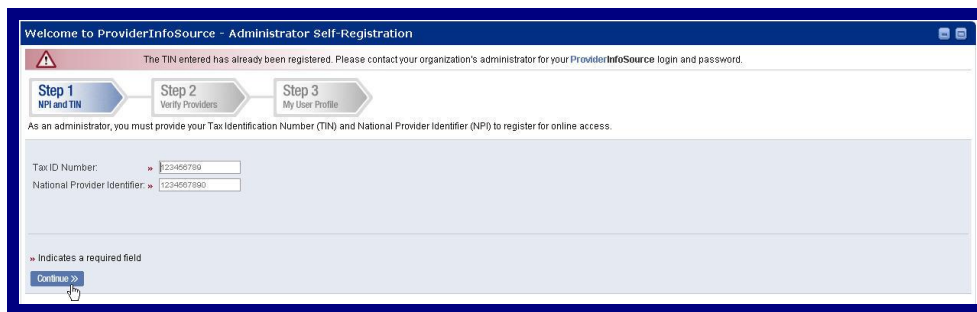 Welcome to ProviderInfoSource - Administrator Self-Registration
The TIN entered has already been registered. Please contact your organization's administrator for your ProviderInfoSource login and password.
Step 1
NPI and TIN
Step 2
Verify Providers
Step 3
My User Profile
As an administrator, you must provide your Tax Identification Number (TIN) and National Provider Identifier (NPI) to register for online access.
Tax ID Number: » 123456789
National Provider Identifier: » 1234567890
» Indicates a required field
Continue »